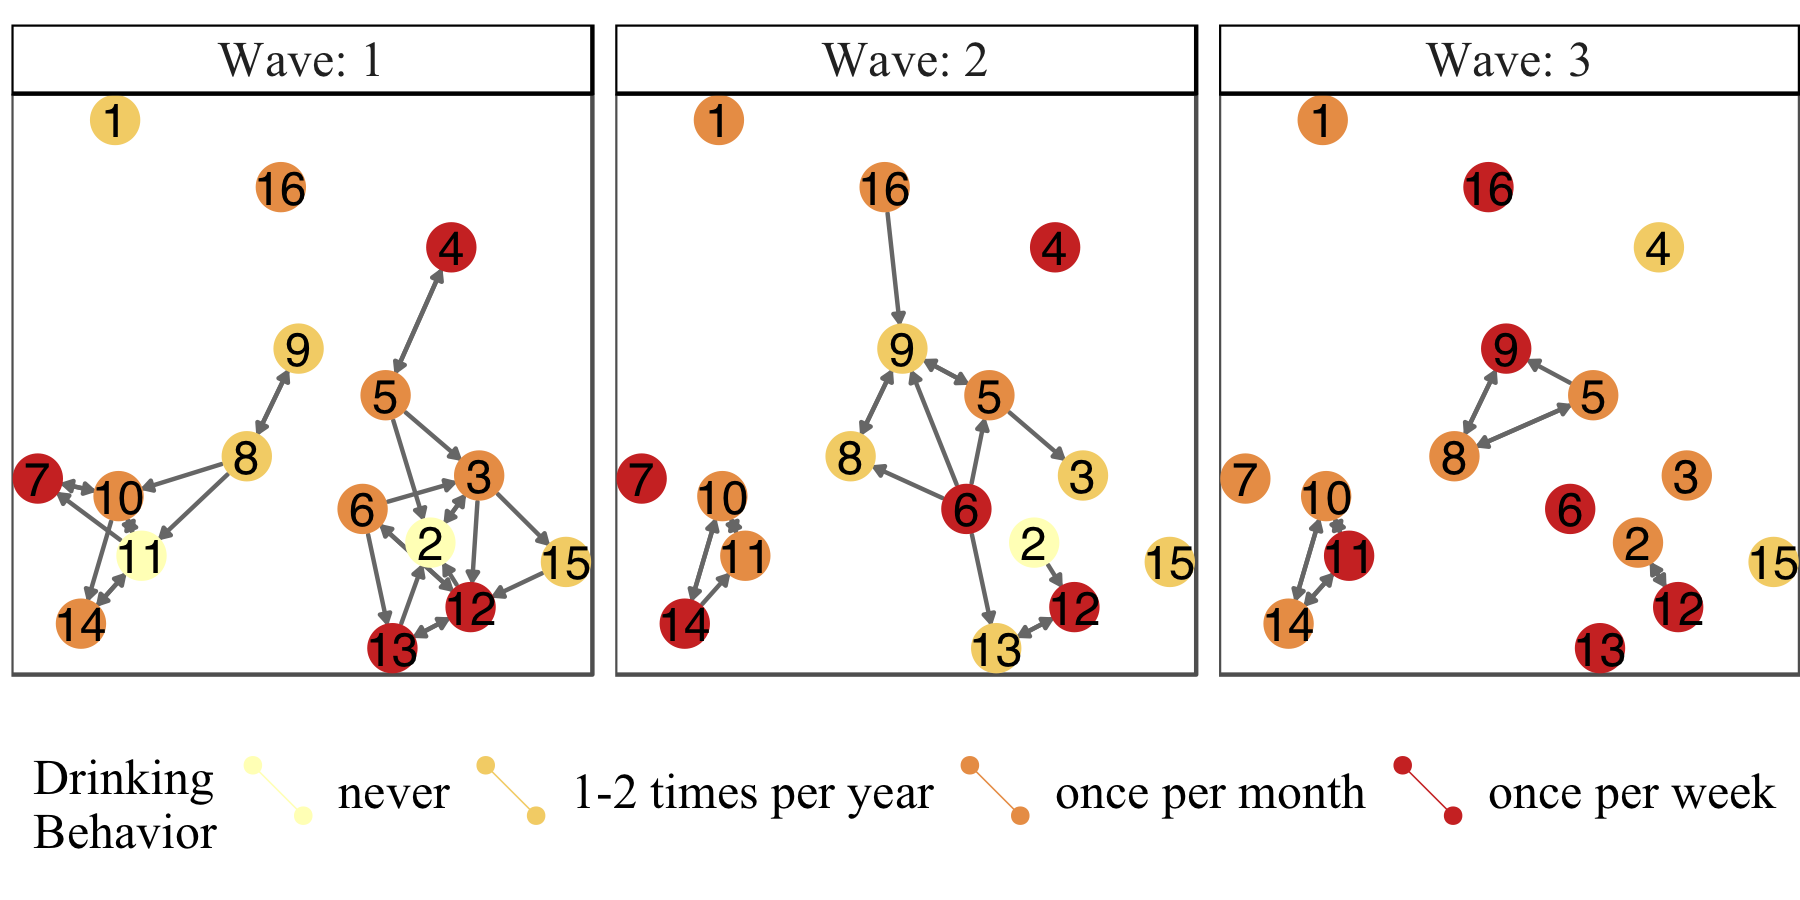 Wave: 1 Wave: 2 Wave: 3
1 1 1
16 16 16
4 4 4
9 9 9
5 5 5
8 8 8
7 10 3 7 10 3 7 10 3
6 6 6
11 2 15 11 2 15 11 2 15
14 12 14 12 14 12
13 13 13
Drinking never 1-2 times per year once per month once per week
Behavior